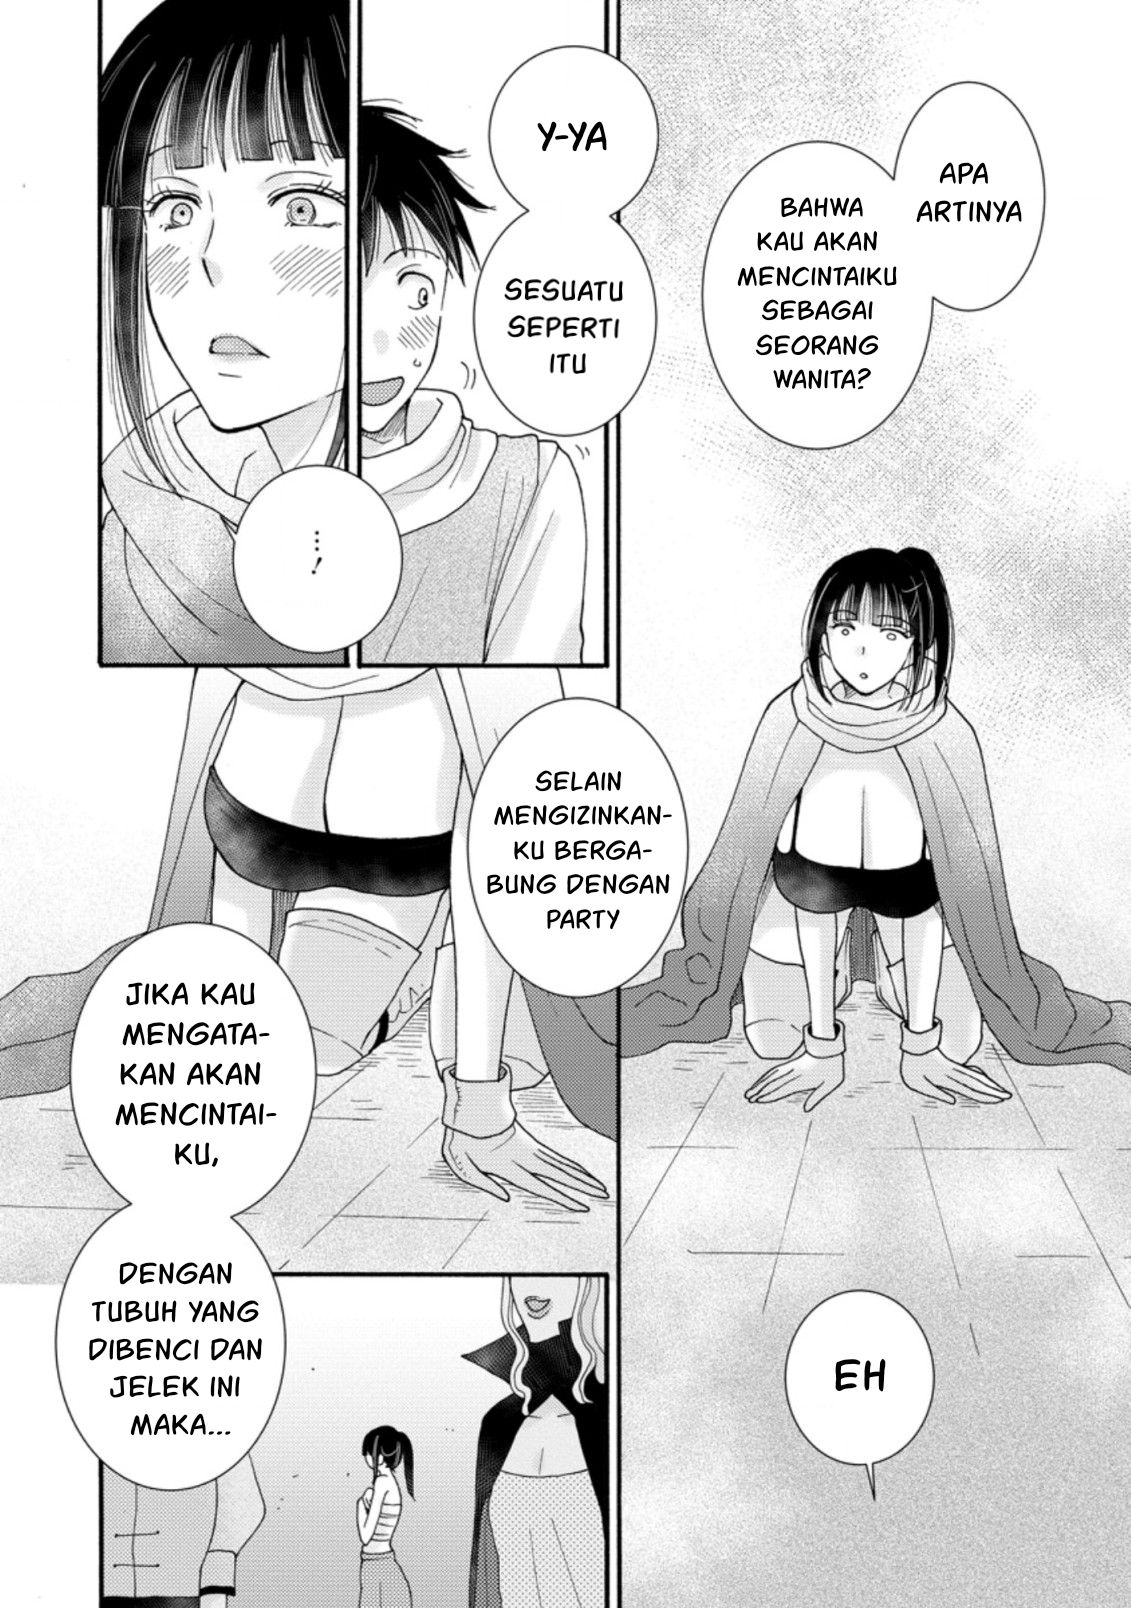 APA
ARTINYA
BAHWA
KAU AKAN
MENCINTAIKU
SEBAGAI
SEORANG
WANITA?
EH
Y-YA
SESUATU
SEPERTI
ITU
...!
SELAIN
MENGIZINKAN-
KU BERGA-
BUNG DENGAN
PARTY
JIKA KAU
MENGATA-
KAN AKAN
MENCINTAI-
KU,
DENGAN
TUBUH YANG
DIBENCI DAN
JELEK INI
MAKA...